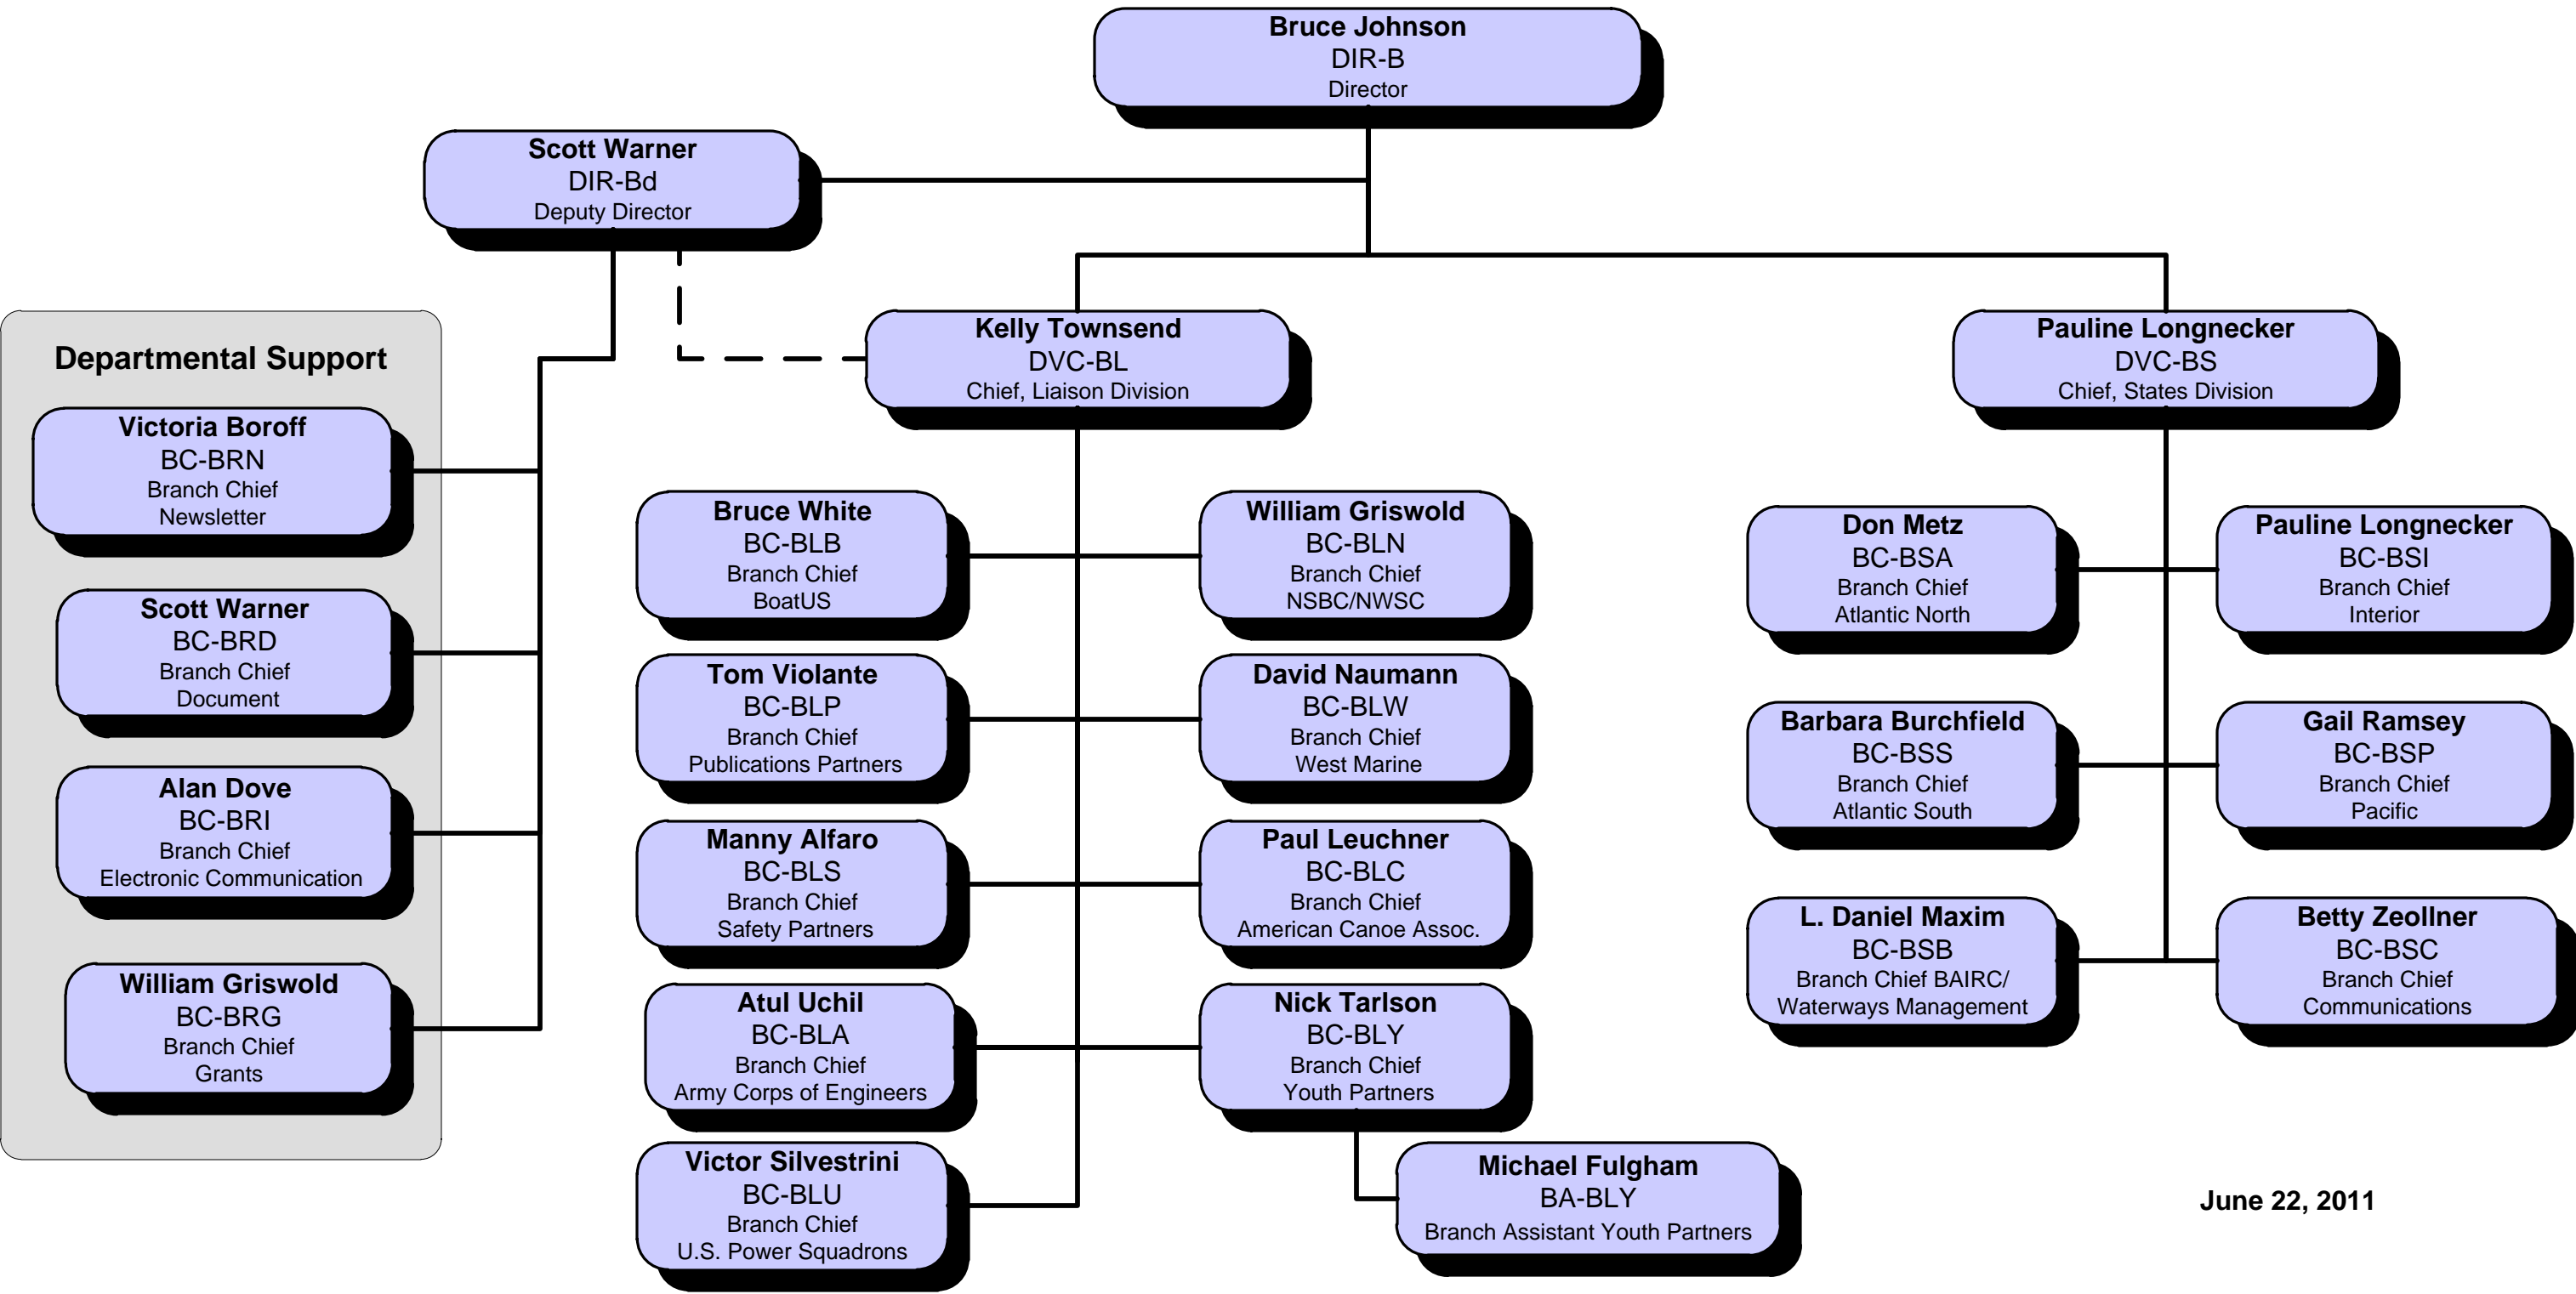 Bruce Johnson
DIR-B
Director
Scott Warner
DIR-Bd
Deputy Director
Departmental Support
Victoria Boroff
BC-BRN
Branch Chief
Newsletter
Scott Warner
BC-BRD
Branch Chief
Document
Alan Dove
BC-BRI
Branch Chief
Electronic Communication
William Griswold
BC-BRG
Branch Chief
Grants
Kelly Townsend
DVC-BL
Chief, Liaison Division
Bruce White
BC-BLB
Branch Chief
BoatUS
William Griswold
BC-BLN
Branch Chief
NSBC/NWSC
Tom Violante
BC-BLP
Branch Chief
Publications Partners
David Naumann
BC-BLW
Branch Chief
West Marine
Manny Alfaro
BC-BLS
Branch Chief
Safety Partners
Paul Leuchner
BC-BLC
Branch Chief
American Canoe Assoc.
Atul Uchil
BC-BLA
Branch Chief
Army Corps of Engineers
Nick Tarlson
BC-BLY
Branch Chief
Youth Partners
Victor Silvestrini
BC-BLU
Branch Chief
U.S. Power Squadrons
Michael Fulgham
BA-BLY
Branch Assistant Youth Partners
Pauline Longnecker
DVC-BS
Chief, States Division
Don Metz
BC-BSA
Branch Chief
Atlantic North
Pauline Longnecker
BC-BSI
Branch Chief
Interior
Barbara Burchfield
BC-BSS
Branch Chief
Atlantic South
Gail Ramsey
BC-BSP
Branch Chief
Pacific
L. Daniel Maxim
BC-BSB
Branch Chief BAIRC/
Waterways Management
Betty Zeollner
BC-BSC
Branch Chief
Communications
June 22, 2011